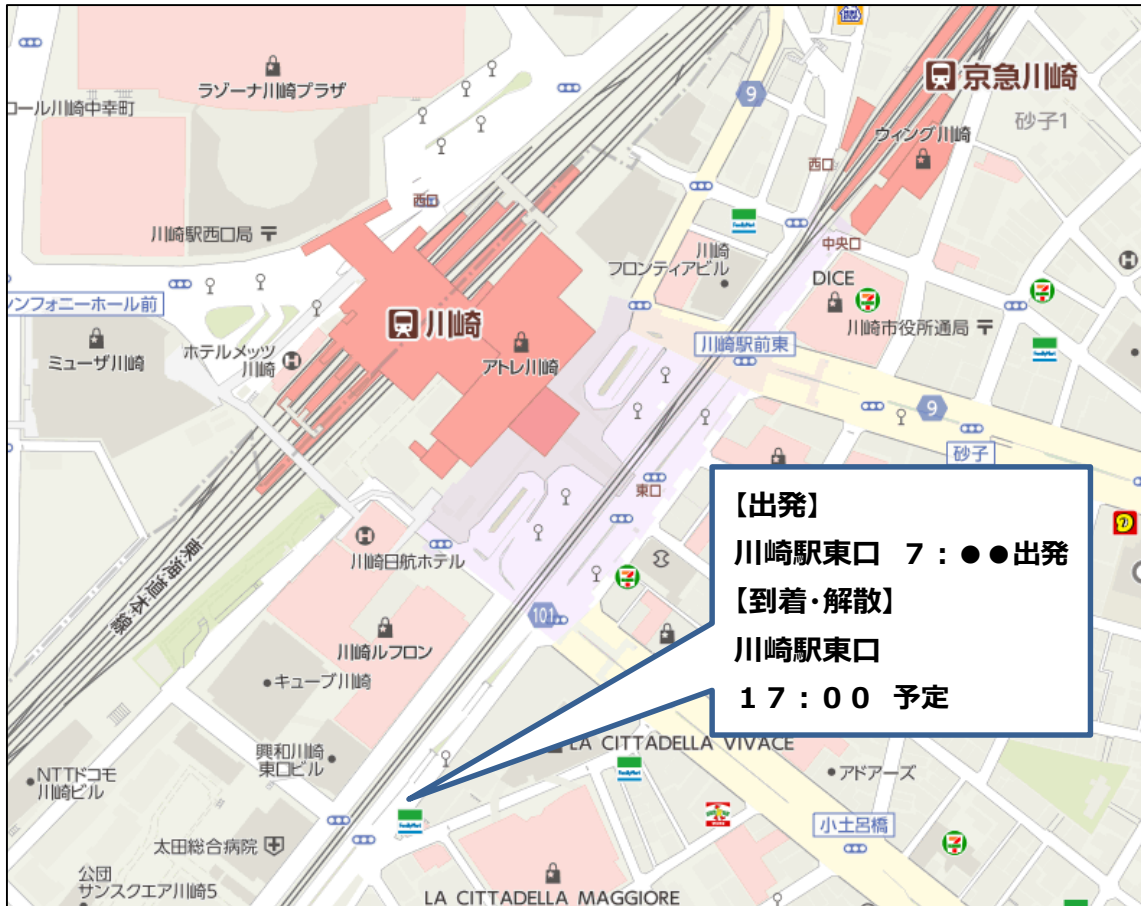 ラゾーナ川崎プラザ
コール川崎中幸町
9
京急川崎
砂子1
ウィング川崎
西口
西口
川崎駅西口局
中央口
川崎
フロンティアビル
DICE
川崎市役所通局
ンフォニーホール前
川崎駅前東
川崎
ミューザ川崎
ホテルメッツ
川崎
アトレ川崎
9
砂子
東口
【出発】
川崎駅東口 7:●●出発
【到着・解散】
川崎駅東口
17:00 予定
川崎日航ホテル
東海道本線
101
川崎ルフロン
キューブ川崎
興和川崎
東口ビル
LA CITTADELLA VIVACE
NTTドコモ
川崎ビル
アドアーズ
FamilyMart
FamilyMart
FamilyMart
FamilyMart
小土呂橋
太田総合病院
公団
サンスクエア川崎5
LA CITTADELLA MAGGIORE